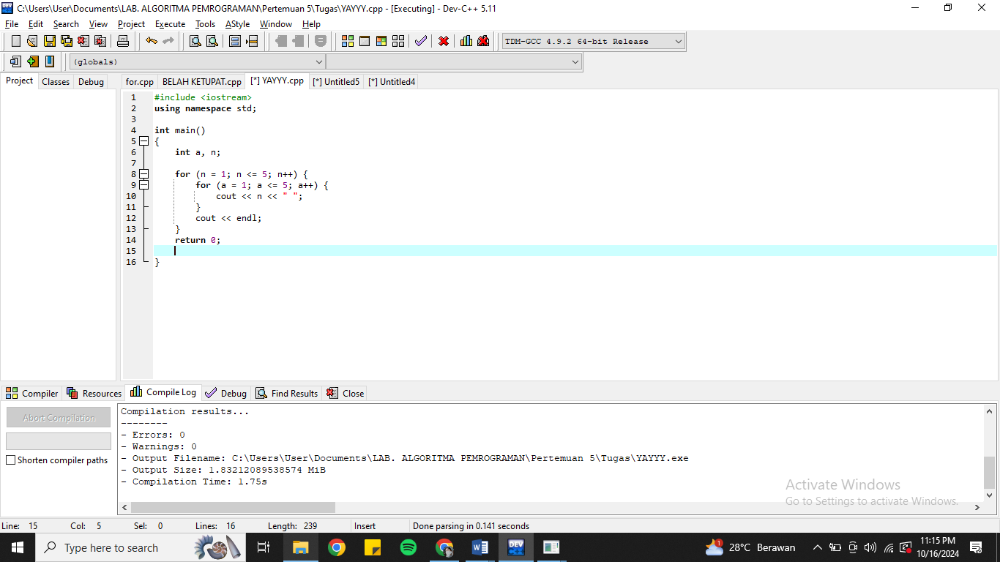 C:\Users\User\Documents\LAB. ALGORITMA PEMROGRAMAN\Pertemuan 5\Tugas\YAYYY.cpp - [Executing] - Dev-C++ 5.11
File Edit Search View Project Execute Tools AStyle Window Help
TDM-GCC 4.9.2 64-bit Release
(globals)
Project Classes Debug
for.cpp BELAH KETUPAT.cpp [*] YAYYY.cpp [*] Untitled5 [*] Untitled4
1 #include <iostream>
2 using namespace std;
3
4 int main()
5 {
6 int a, n;
7
8 for (n = 1; n <= 5; n++) {
9 for (a = 1; a <= 5; a++) {
10 cout << n << " ";
11 }
12 cout << endl;
13 }
14 return 0;
15
16 }
Compiler Resources Compile Log Debug Find Results Close
Abort Compilation
Shorten compiler paths
Compilation results...
--------
- Errors: 0
- Warnings: 0
- Output Filename: C:\Users\User\Documents\LAB. ALGORITMA PEMROGRAMAN\Pertemuan 5\Tugas\YAYYY.exe
- Output Size: 1.83212089538574 MiB
- Compilation Time: 1.75s
Activate Windows
Go to Settings to activate Windows.
Line: 15 Col: 5 Sel: 0 Lines: 16 Length: 239 Insert Done parsing in 0.141 seconds
Type here to search
DEV
1
28°C Berawan
11:15 PM
10/16/2024